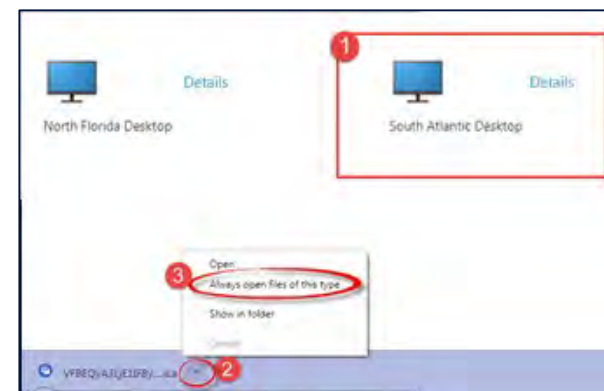 1
Details
Details
North Florida Desktop
South Atlantic Desktop
Open
3
Always open files of this type
Show in folder
Cancel
2